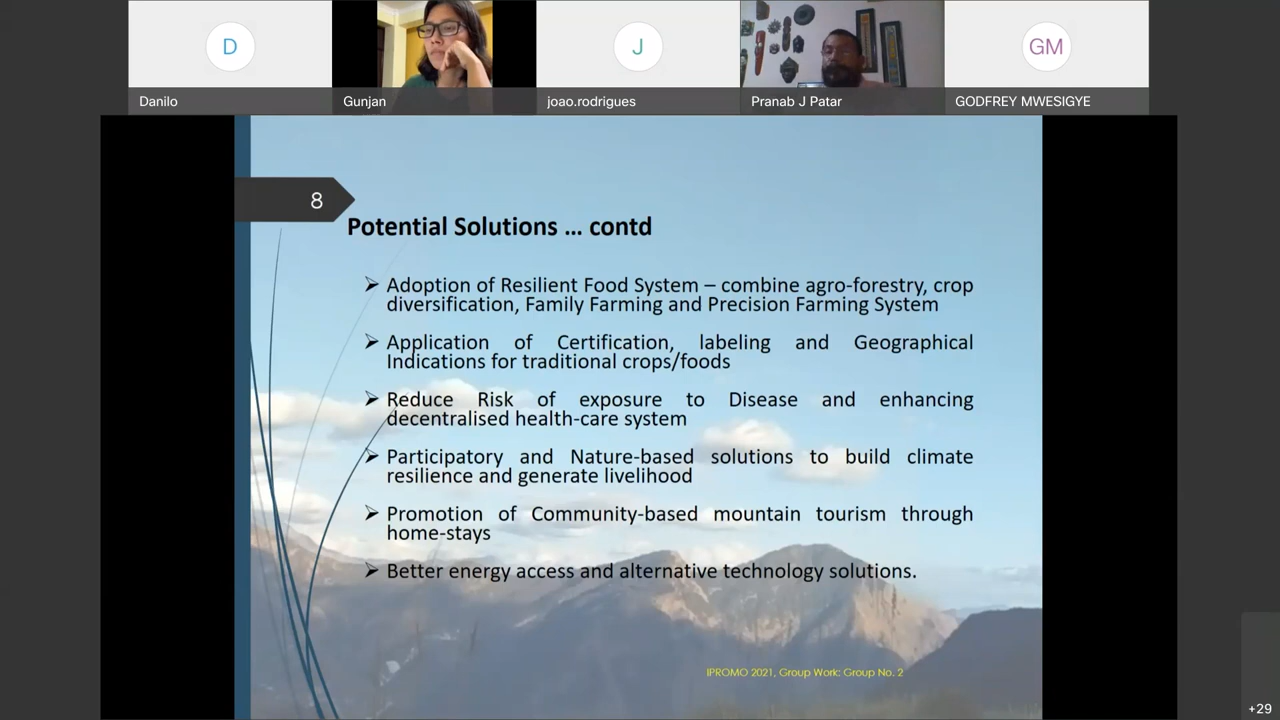 D
J
GM
Danilo
Gunjan
joao.rodrigues
Pranab J Patar
GODFREY MWESIGYE
8
Potential Solutions ... contd
➢ Adoption of Resilient Food System – combine agro-forestry, crop
diversification, Family Farming and Precision Farming System
➢ Application of Certification, labeling and Geographical
Indications for traditional crops/foods
➢ Reduce Risk of exposure to Disease and enhancing
decentralised health-care system
➢ Participatory and Nature-based solutions to build climate
resilience and generate livelihood
➢ Promotion of Community-based mountain tourism through
home-stays
➢ Better energy access and alternative technology solutions.
IPROMO 2021, Group Work: Group No. 2
+29